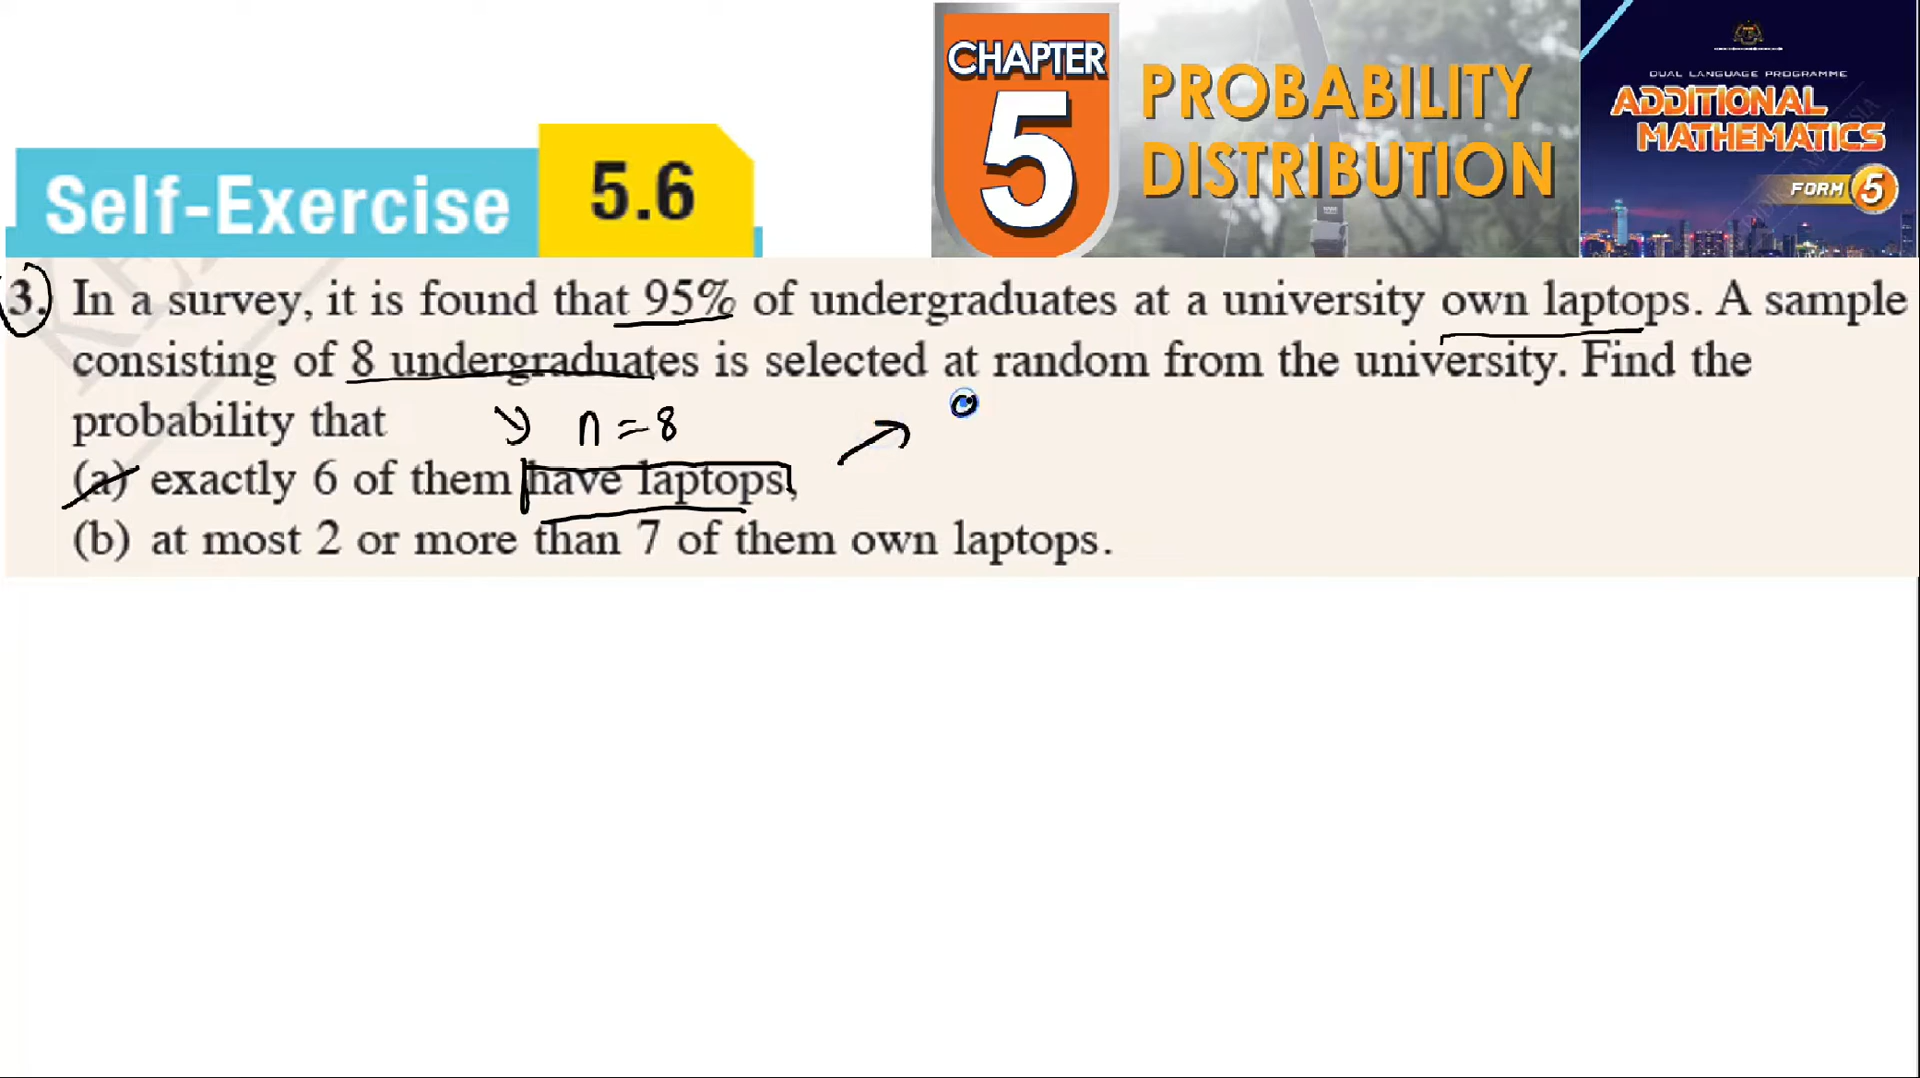 CHAPTER
5
PROBABILITY
DISTRIBUTION
DUAL LANGUAGE PROGRAMME
ADDITIONAL
MATHEMATICS
FORM 5
Self-Exercise 5.6
3. In a survey, it is found that 95% of undergraduates at a university own laptops. A sample
consisting of 8 undergraduates is selected at random from the university. Find the
probability that
n = 8
(a) exactly 6 of them have laptops,
(b) at most 2 or more than 7 of them own laptops.